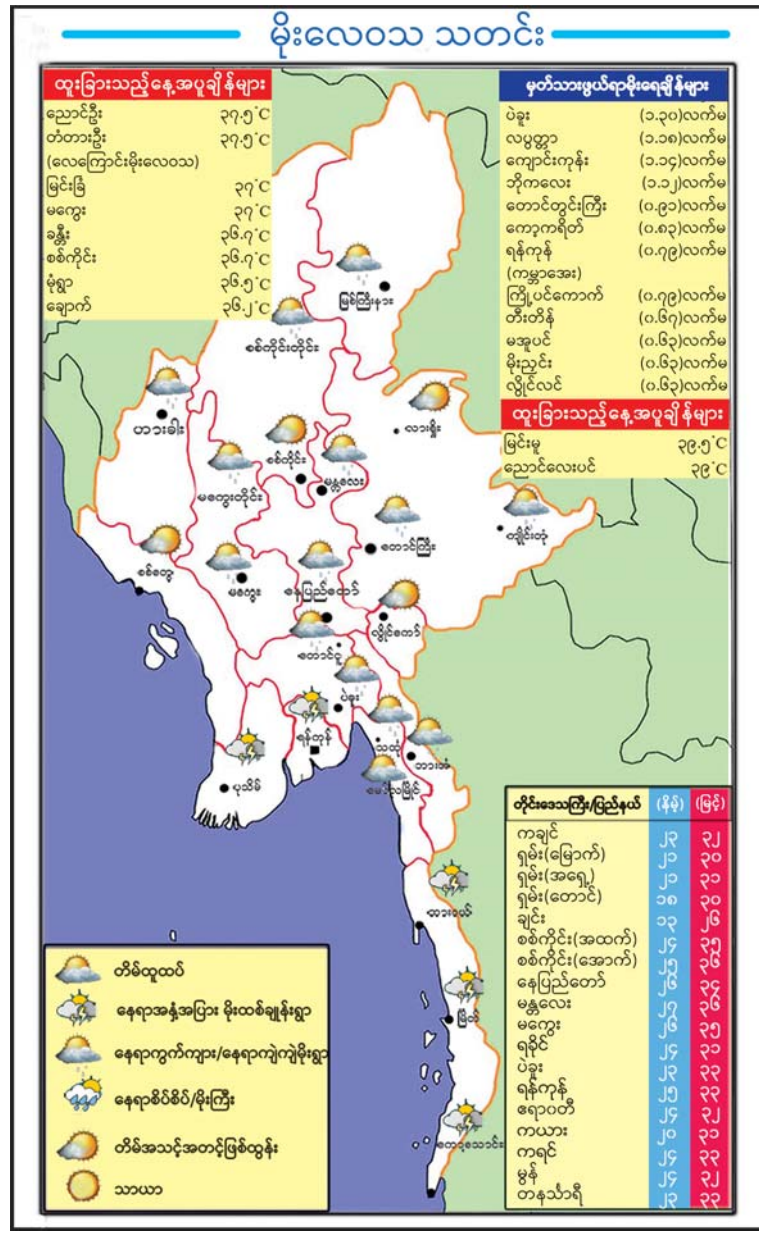 မိုးလေဝသ သတင်း
ထူးခြားသည့်နေ့အပူချိန်များ
ညောင်ဦး ၃၇.၅°C
တံတားဦး ၃၇.၅°C
(လေကြောင်းမိုးလေဝသ)
မြင်းခြံ ၃၇°C
မကွေး ၃၇°C
ခန္တီး ၃၆.၇°C
စစ်ကိုင်း ၃၆.၇°C
မုံရွာ ၃၆.၅°C
ချောက် ၃၆.၂°C
မှတ်သားဖွယ်ရာမိုးရေချိန်များ
ပဲခူး (၁.၃၀)လက်မ
လပွတ္တာ (၁.၁၈)လက်မ
ကျောင်းကုန်း (၁.၁၄)လက်မ
ဘိုကလေး (၁.၁၂)လက်မ
တောင်တွင်းကြီး (၀.၉၁)လက်မ
ကော့ကရိတ် (၀.၈၃)လက်မ
ရန်ကုန် (၀.၇၉)လက်မ
(ကမ္ဘာအေး)
ကြို့ပင်ကောက် (၀.၇၉)လက်မ
တီးတိန် (၀.၆၇)လက်မ
မအူပင် (၀.၆၃)လက်မ
မိုးညှင်း (၀.၆၃)လက်မ
လွိုင်လင် (၀.၆၃)လက်မ
ထူးခြားသည့်နေ့အပူချိန်များ
မြင်းမူ ၃၉.၅°C
ညောင်လေးပင် ၃၉°C
မြစ်ကြီးနား
စစ်ကိုင်းတိုင်း
ဟားခါး
လားရှိုး
စစ်ကိုင်း
မန္တလေး
မကွေးတိုင်း
ကျိုင်းတုံ
တောင်ကြီး
စစ်တွေ
မကွေး
နေပြည်တော်
လွိုင်ကော်
တောင်ငူ
ပဲခူး
ရန်ကုန်
သထုံ
ဘားအံ
မော်လမြိုင်
ပုသိမ်
ထားဝယ်
မြိတ်
ကော့သောင်း
တိမ်ထူထပ်
နေရာအနှံ့အပြား မိုးထစ်ချုန်းရွာ
နေရာကွက်ကျား/နေရာကျဲကျဲမိုးရွာ
နေရာစိပ်စိပ်/မိုးကြီး
တိမ်အသင့်အတင့်ဖြစ်ထွန်း
သာယာ
တိုင်းဒေသကြီး/ပြည်နယ် (နိမ့်) (မြင့်)
ကချင် ၂၃ ၃၂
ရှမ်း(မြောက်) ၂၁ ၃၀
ရှမ်း(အရှေ့) ၂၁ ၃၁
ရှမ်း(တောင်) ၁၈ ၃၀
ချင်း ၁၃ ၂၆
စစ်ကိုင်း(အထက်) ၂၄ ၃၅
စစ်ကိုင်း(အောက်) ၂၅ ၃၆
နေပြည်တော် ၂၆ ၃၄
မန္တလေး ၂၇ ၃၆
မကွေး ၂၆ ၃၅
ရခိုင် ၂၄ ၃၁
ပဲခူး ၂၃ ၃၃
ရန်ကုန် ၂၅ ၃၃
ဧရာဝတီ ၂၄ ၃၂
ကယား ၂၀ ၃၁
ကရင် ၂၄ ၃၃
မွန် ၂၄ ၃၂
တနင်္သာရီ ၂၃ ၃၃